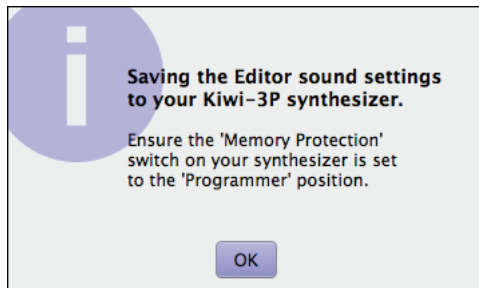 i
Saving the Editor sound settings
to your Kiwi-3P synthesizer.
Ensure the 'Memory Protection'
switch on your synthesizer is set
to the 'Programmer' position.
OK